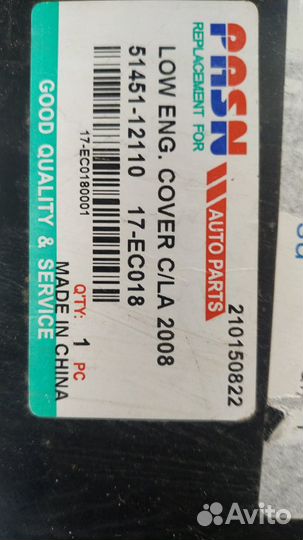 PASN
REPLACEMENT FOR
AUTO PARTS
210150822
LOW ENG. COVER C/LA 2008
51451-12110 17-EC018
17-EC0180001
QTY: 1 PC
MADE IN CHINA
GOOD QUALITY & SERVICE
Avito